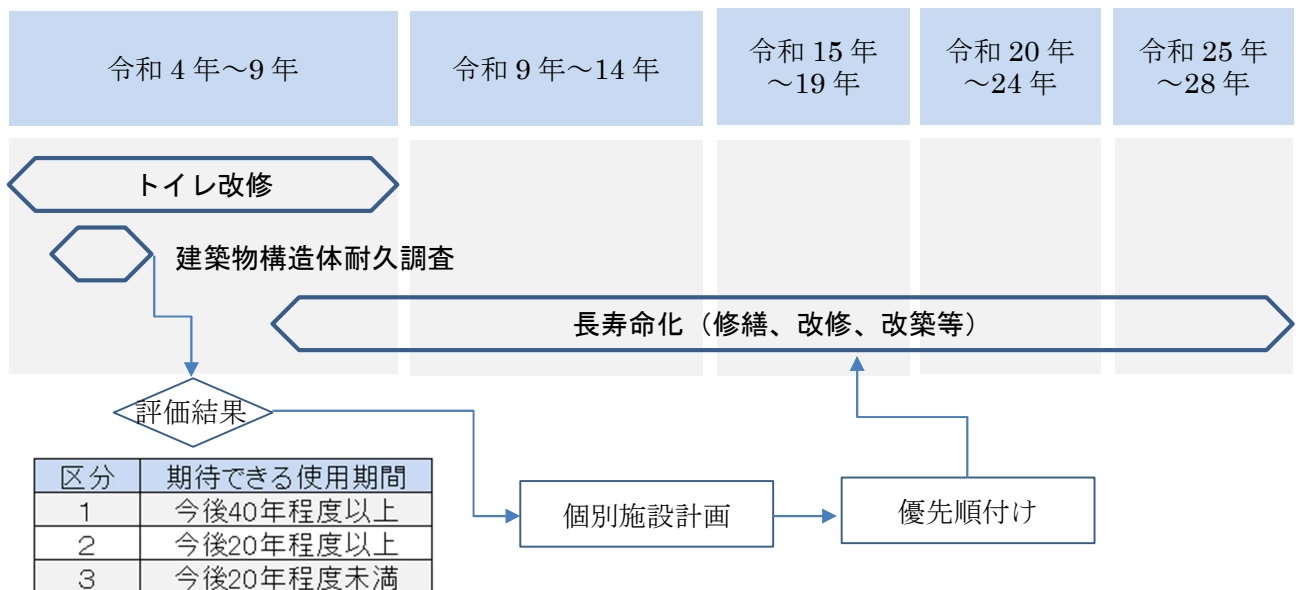 令和 4 年～9 年
令和 9 年～14 年
令和 15 年
～19 年
令和 20 年
～24 年
令和 25 年
～28 年
トイレ改修
建築物構造体耐久調査
長寿命化（修繕、改修、改築等）
評価結果
区分 期待できる使用期間
1 今後40年程度以上
2 今後20年程度以上
3 今後20年程度未満
個別施設計画
優先順付け